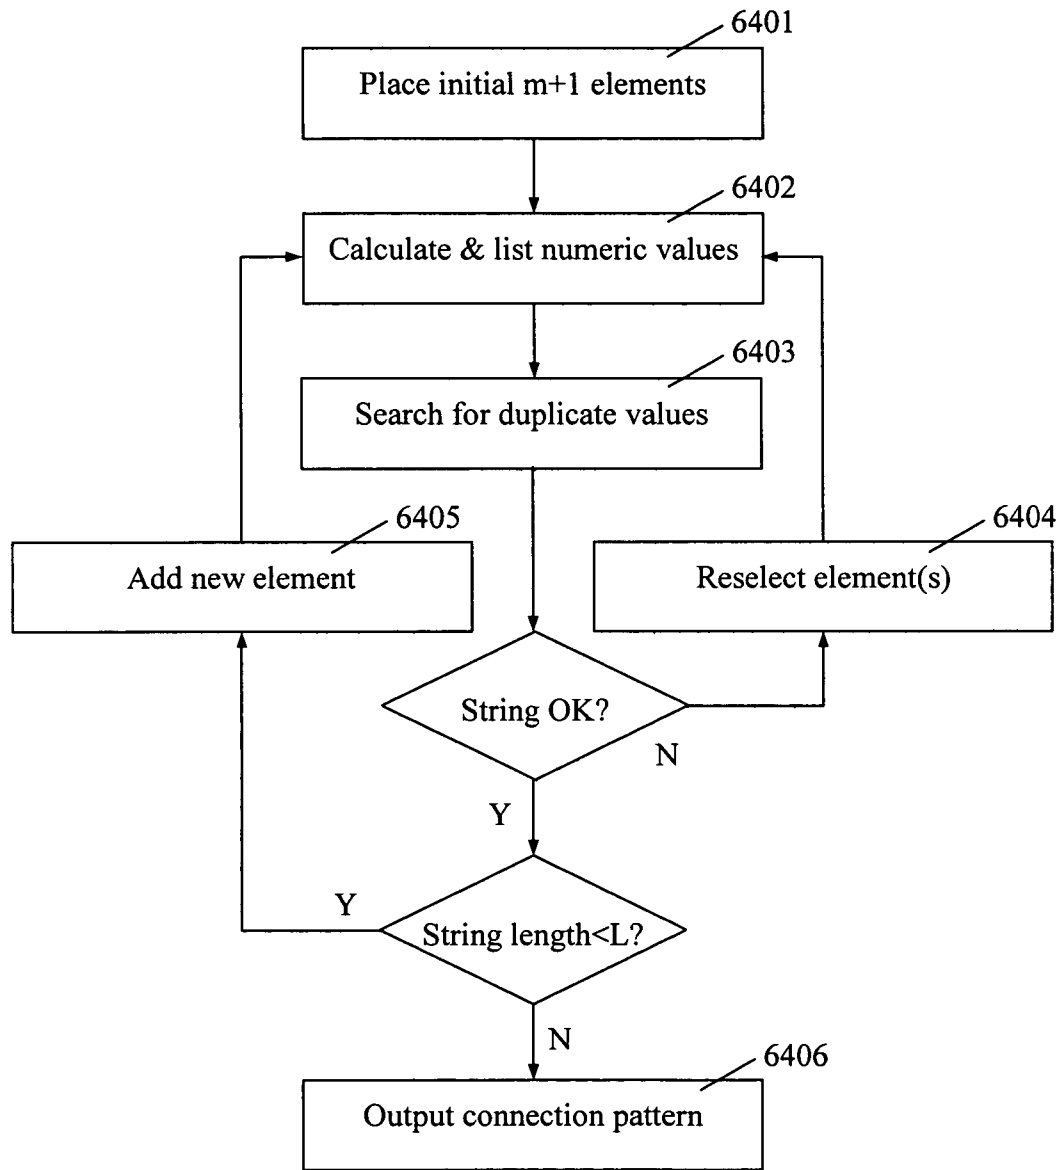 6401
Place initial m+1 elements
6402
Calculate & list numeric values
6403
Search for duplicate values
6405
Add new element
6404
Reselect element(s)
String OK?
N
Y
Y
String length<L?
N
6406
Output connection pattern